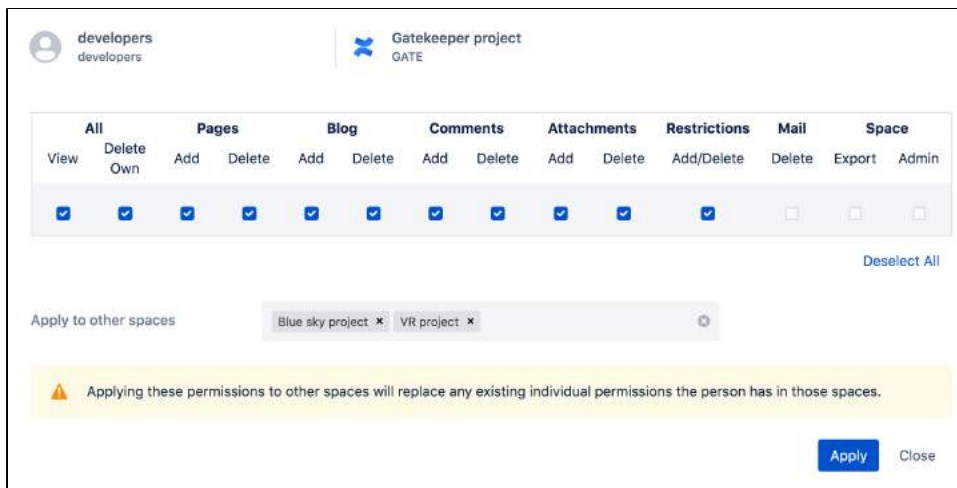 developers
developers
Gatekeeper project
GATE
All Pages Blog Comments Attachments Restrictions Mail Space
View Delete Own Add Delete Add Delete Add Delete Add Delete Add/Delete Delete Export Admin
Deselect All
Apply to other spaces Blue sky project × VR project ×
Applying these permissions to other spaces will replace any existing individual permissions the person has in those spaces.
Apply Close